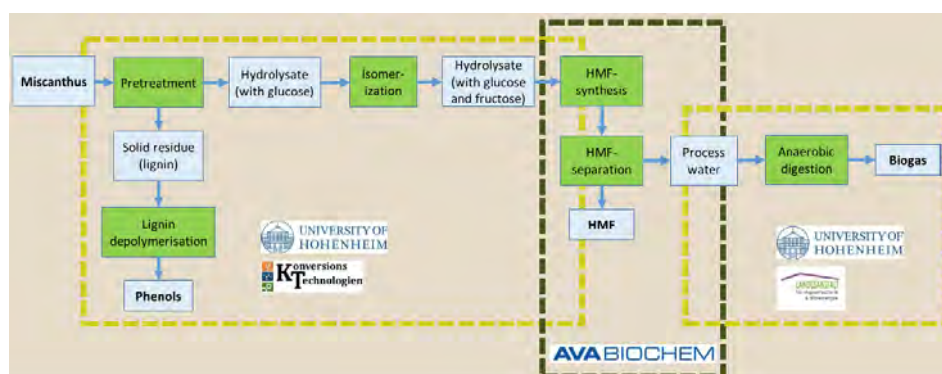 Miscanthus
Pretreatment
Hydrolysate
(with glucose)
Isomer-
ization
Hydrolysate
(with glucose
and fructose)
HMF-
synthesis
Solid residue
(lignin)
HMF-
separation
Process
water
Anaerobic
digestion
Biogas
Lignin
depolymerisation
HMF
Phenols
UNIVERSITY OF
HOHENHEIM
Konversions
Technologien
UNIVERSITY OF
HOHENHEIM
LANDESANSTALT
AVABIOCHEM